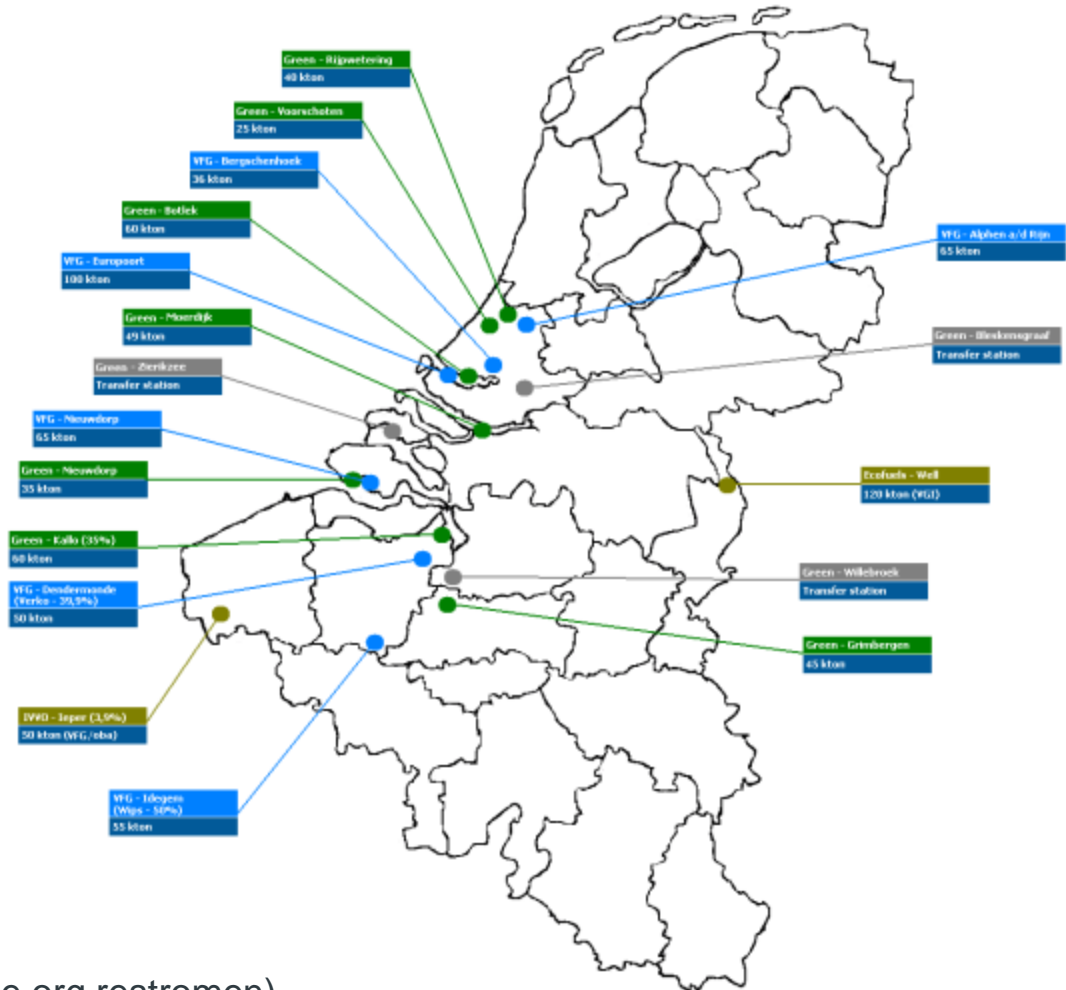 Green - Rijpwetering
40 kton
Green - Voorschoten
25 kton
VFG - Bergschenhoek
36 kton
Green - Botlek
60 kton
VFG - Europoort
100 kton
Green - Moerdijk
49 kton
Green - Zierikzee
Transfer station
VFG - Nieuwdorp
65 kton
Green - Nieuwdorp
35 kton
Green - Kallo (35%)
60 kton
VFG - Dendermonde
(Verko - 39,9%)
50 kton
IVVO - Ieper (3,9%)
50 kton (VFG/oba)
VFG - Idegem
(Wips - 50%)
55 kton
VFG - Alphen a/d Rijn
65 kton
Green - Bleskensgraaf
Transfer station
Ecofuels - Well
120 kton (VGI)
Green - Willebroek
Transfer station
Green - Grimbergen
45 kton
org restromen)